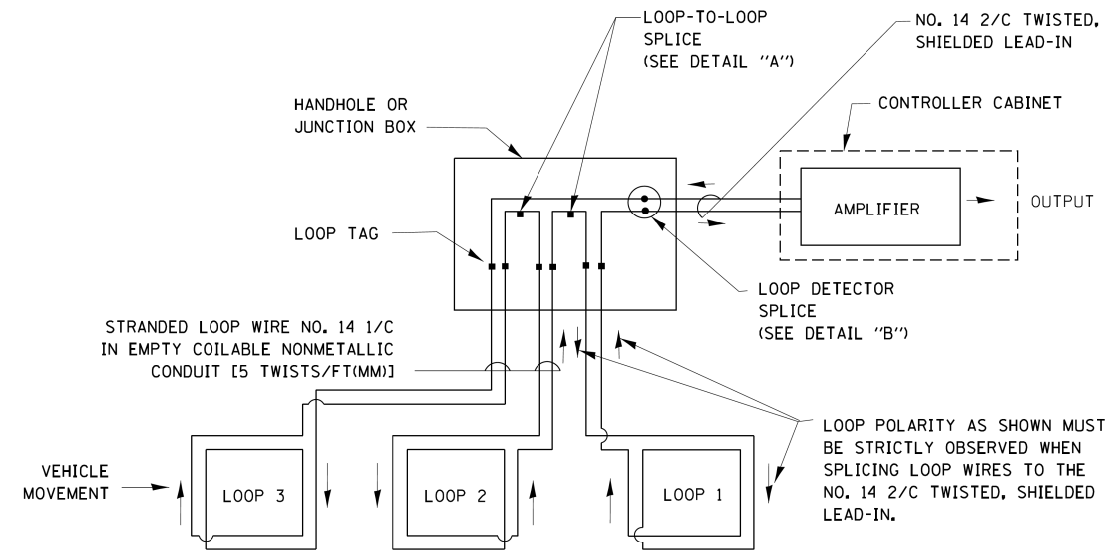 LOOP-TO-LOOP
SPLICE
(SEE DETAIL "A")
NO. 14 2/C TWISTED,
SHIELDED LEAD-IN
HANDHOLE OR
JUNCTION BOX
CONTROLLER CABINET
AMPLIFIER
OUTPUT
LOOP TAG
LOOP DETECTOR
SPLICE
(SEE DETAIL "B")
STRANDED LOOP WIRE NO. 14 1/C
IN EMPTY COILABLE NONMETALLIC
CONDUIT [5 TWISTS/FT(MM)]
LOOP POLARITY AS SHOWN MUST
BE STRICTLY OBSERVED WHEN
SPLICING LOOP WIRES TO THE
NO. 14 2/C TWISTED, SHIELDED
LEAD-IN.
VEHICLE
MOVEMENT
LOOP 3
LOOP 2
LOOP 1